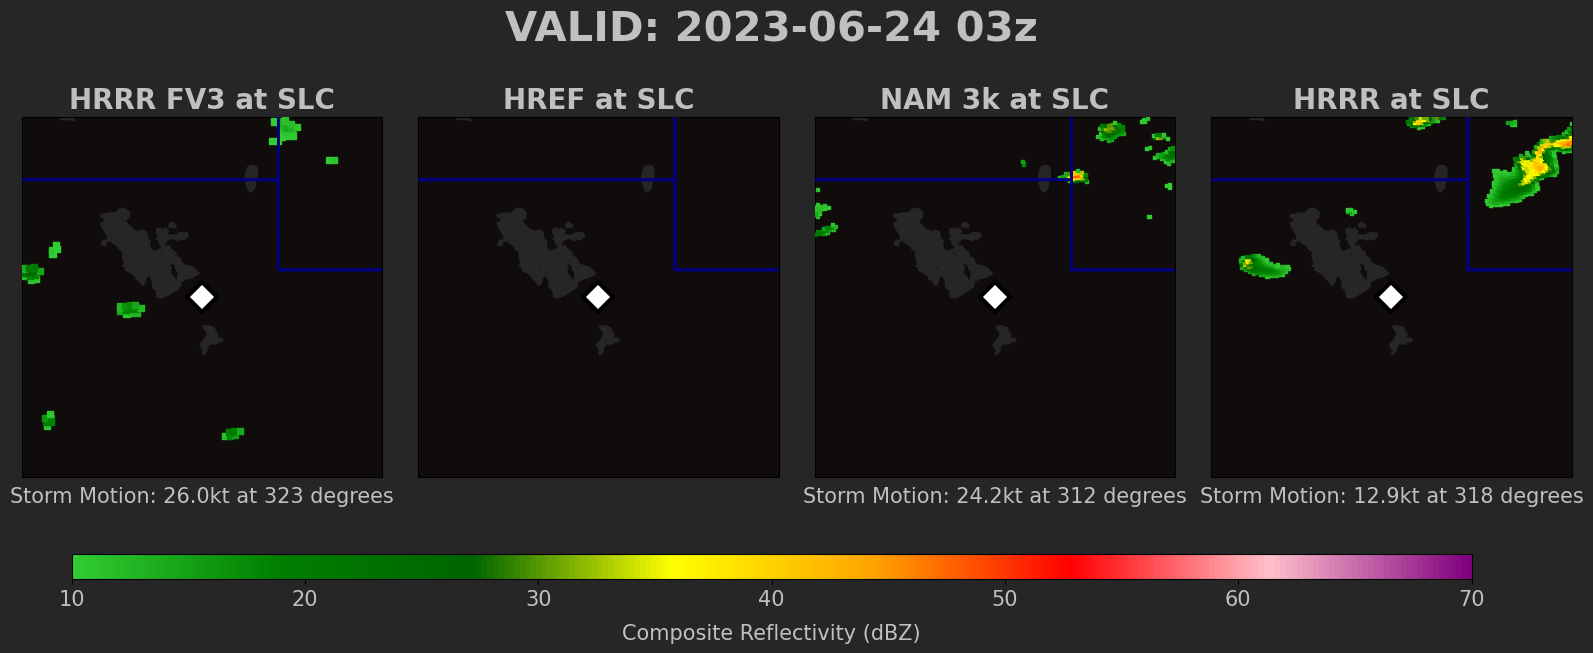 VALID: 2023-06-24 03z
HRRR FV3 at SLC
HREF at SLC
NAM 3k at SLC
HRRR at SLC
Storm Motion: 26.0kt at 323 degrees
Storm Motion: 24.2kt at 312 degrees
Storm Motion: 12.9kt at 318 degrees
10 20 30 40 50 60 70
Composite Reflectivity (dBZ)